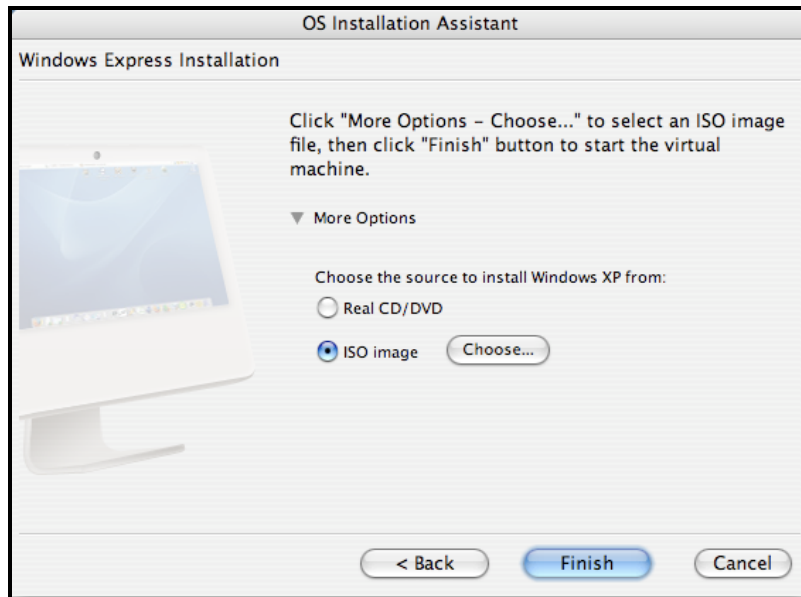 OS Installation Assistant
Windows Express Installation
Click "More Options – Choose..." to select an ISO image
file, then click "Finish" button to start the virtual
machine.
More Options
Choose the source to install Windows XP from:
Real CD/DVD
ISO image
Choose...
< Back
Finish
Cancel